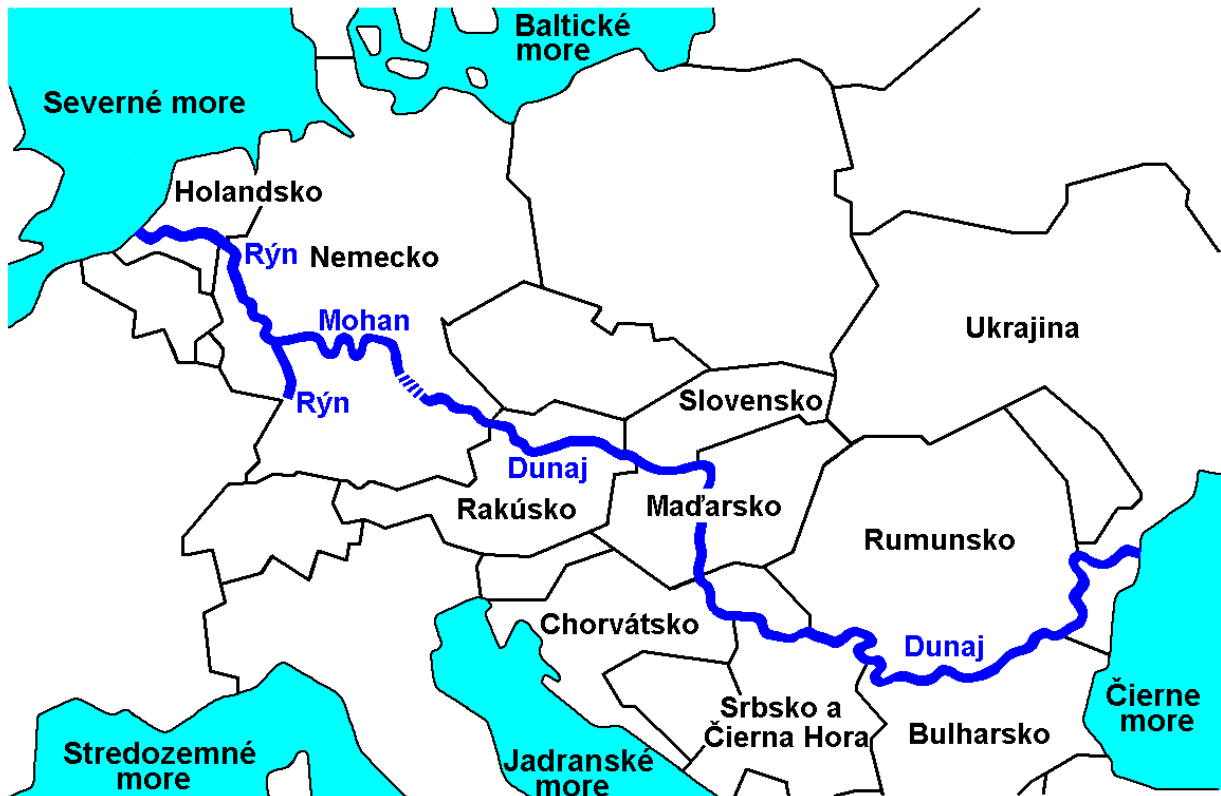 Baltické
more
Severné more
Holandsko
Rýn
Nemecko
Mohan
Ukrajina
Rýn
Slovensko
Dunaj
Rakúsko
Maďarsko
Rumunsko
Chorvátsko
Dunaj
Srbsko a
Čierna Hora
Čierne
more
Bulharsko
Stredozemné
more
Jadranské
more